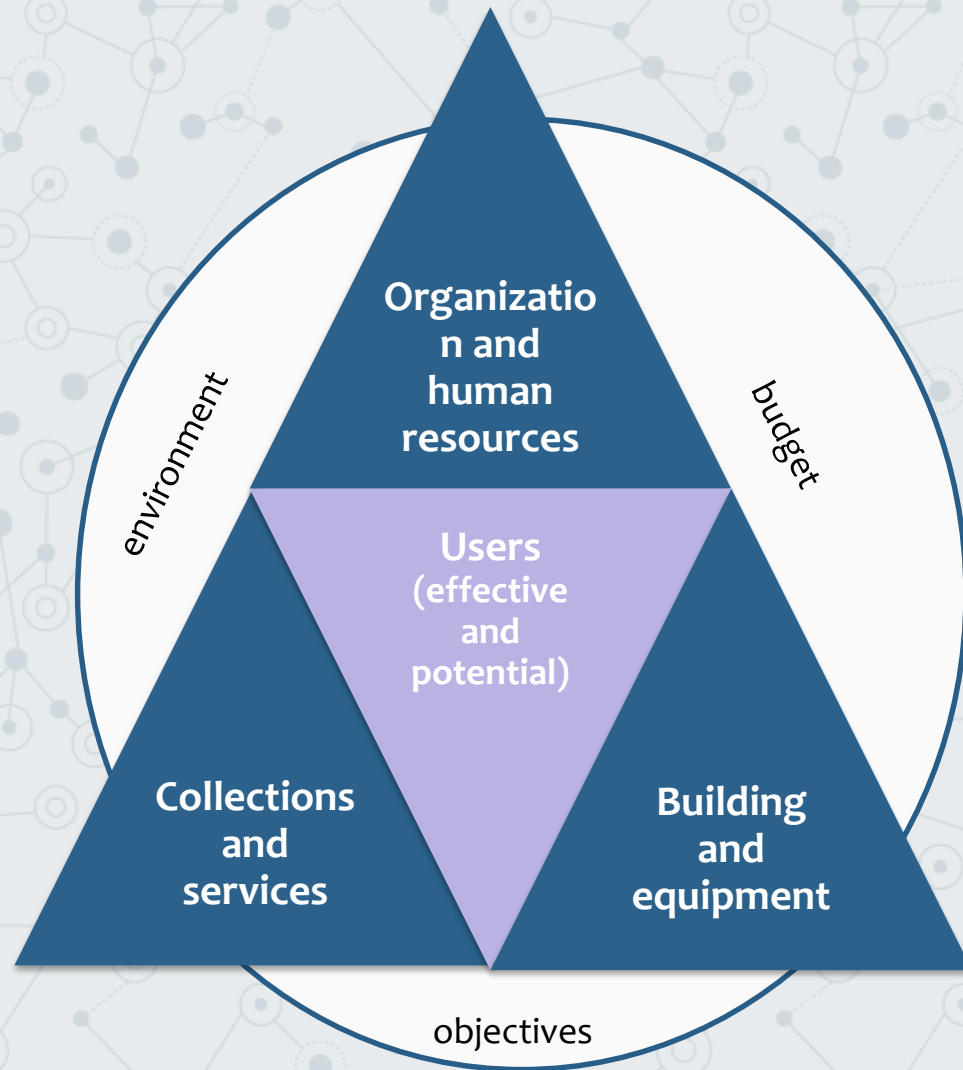 Organizatio
n and
human
resources
environment
budget
Users
(effective
and
potential)
Collections
and
services
Building
and
equipment
objectives